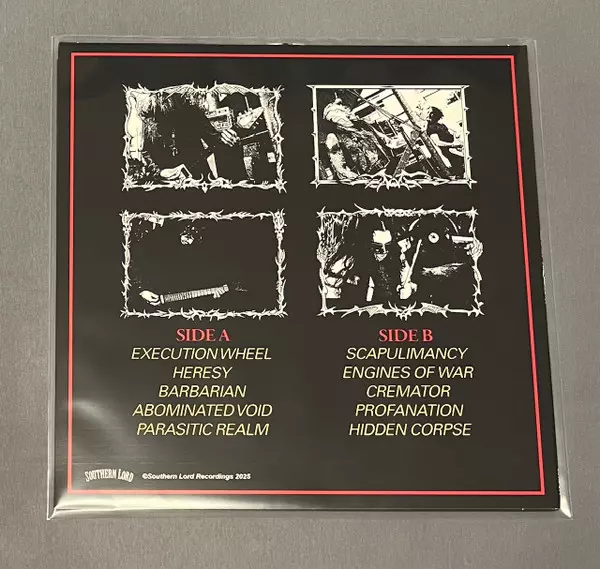 SIDE A
EXECUTION WHEEL
HERESY
BARBARIAN
ABOMINATED VOID
PARASITIC REALM
SIDE B
SCAPULIMANCY
ENGINES OF WAR
CREMATOR
PROFANATION
HIDDEN CORPSE
SOUTHERN LORD
©Southern Lord Recordings 2025